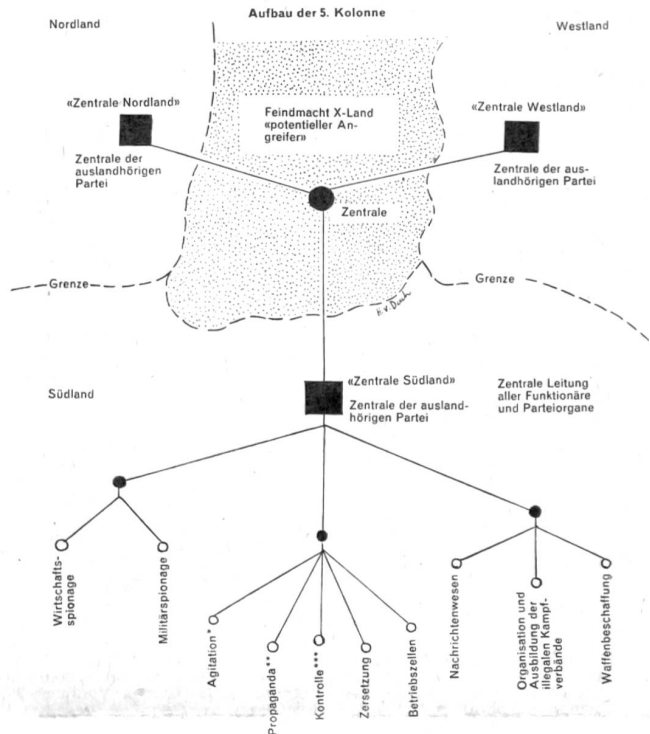 Aufbau der 5. Kolonne
Nordland
Westland
«Zentrale Nordland»
Zentrale der
auslandhörigen
Partei
Feindmacht X-Land
«potentieller An-
greifer»
«Zentrale Westland»
Zentrale der aus-
landhörigen Partei
Zentrale
Grenze
Grenze
H. v. Dach
Südland
«Zentrale Südland»
Zentrale der ausland-
hörigen Partei
Zentrale Leitung
aller Funktionäre
und Parteiorgane
Wirtschafts-
spionage
Militärspionage
Agitation*
Propaganda**
Kontrolle***
Zersetzung
Betriebszellen
Nachrichtenwesen
Organisation und
Ausbildung der
illegalen Kampf-
verbände
Waffenbeschaffung